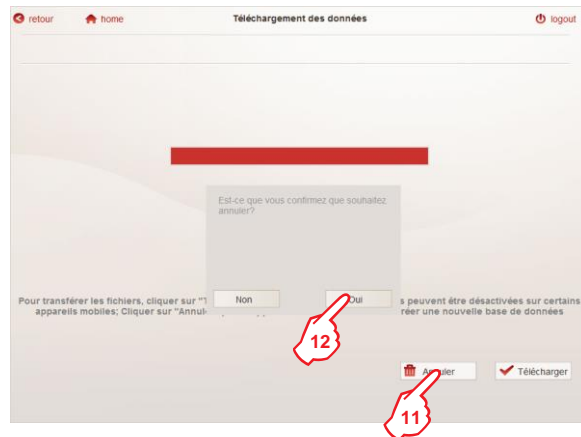 retour home Téléchargement des données logout
Est-ce que vous confirmez que souhaitez
annuler?
Non Oui
Pour transférer les fichiers, cliquer sur "T s peuvent être désactivées sur certains
appareils mobiles; Cliquer sur "Annul réer une nouvelle base de données
12
Annuler Télécharger
11